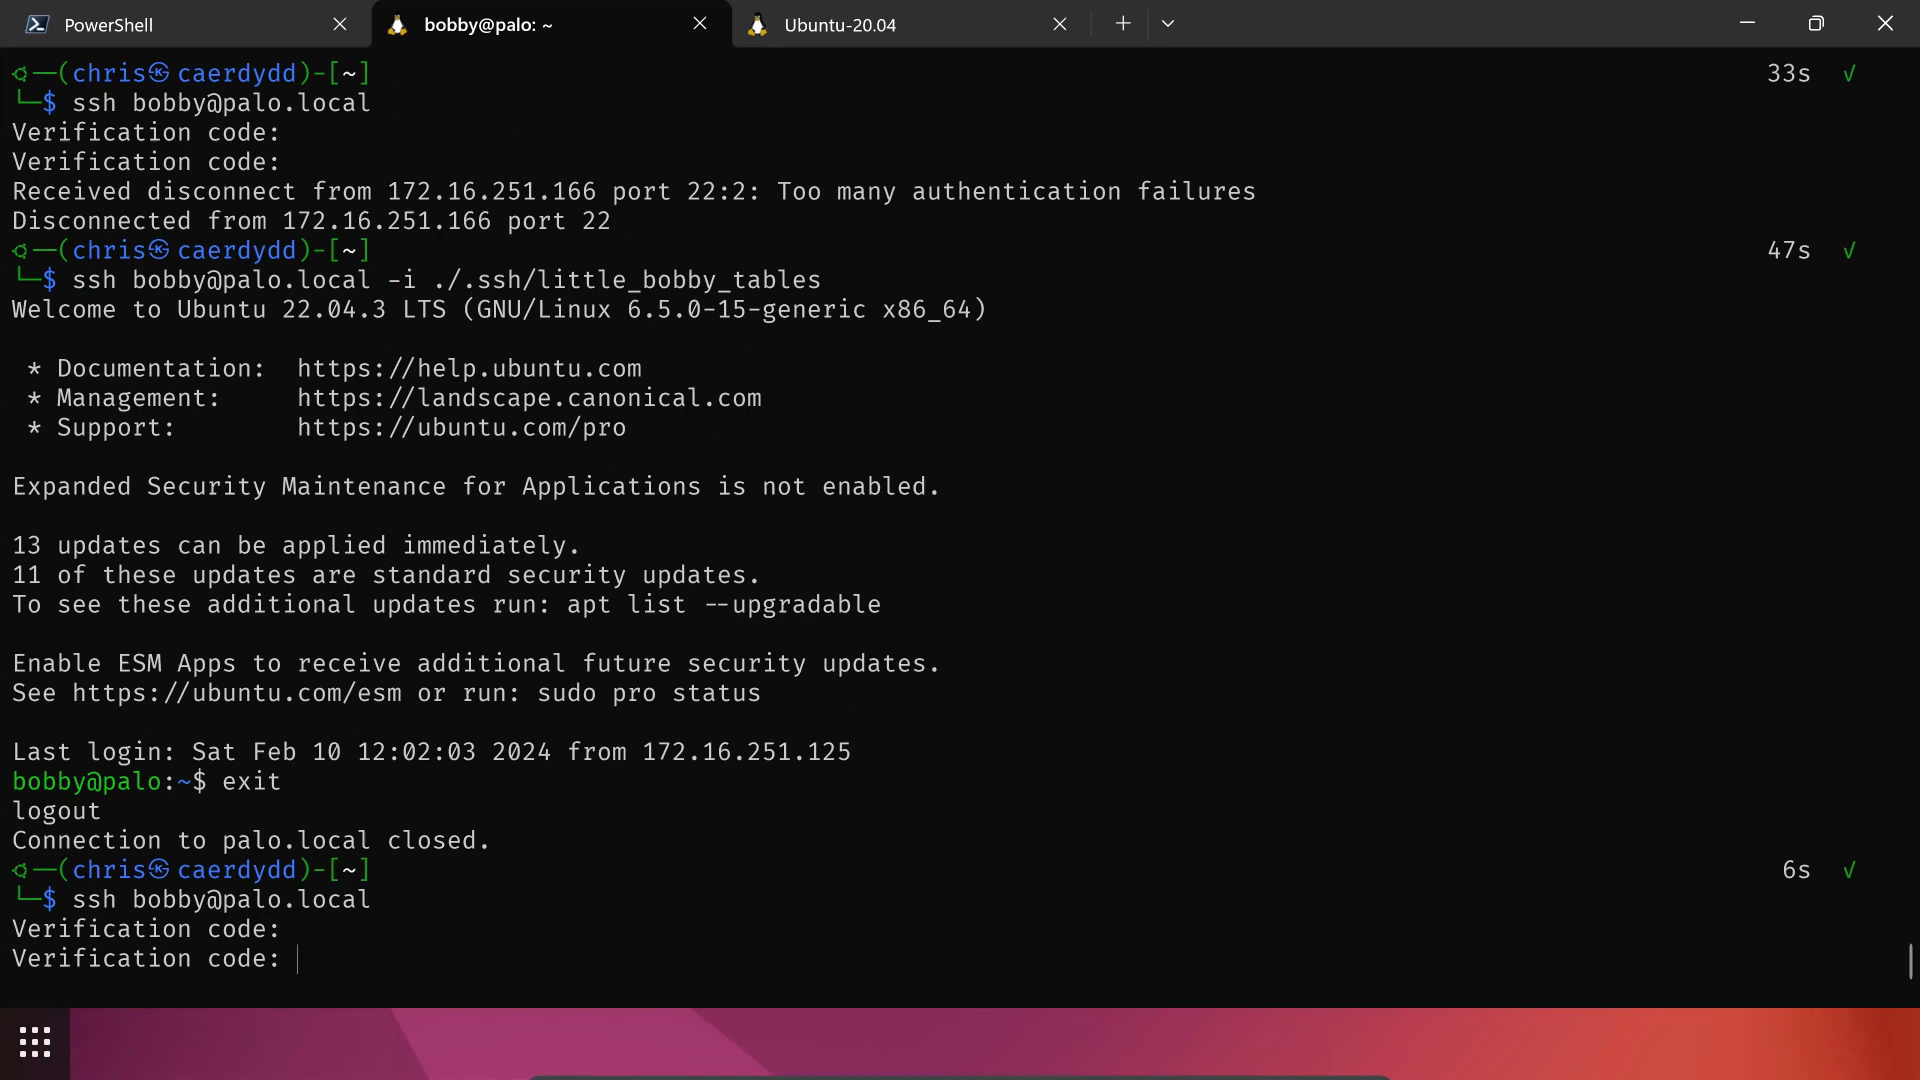 PowerShell
bobby@palo: ~
Ubuntu-20.04
──(chris㉿caerdydd)-[~] 33s √
└─$ ssh bobby@palo.local
Verification code:
Verification code:
Received disconnect from 172.16.251.166 port 22:2: Too many authentication failures
Disconnected from 172.16.251.166 port 22
──(chris㉿caerdydd)-[~] 47s √
└─$ ssh bobby@palo.local -i ./.ssh/little_bobby_tables
Welcome to Ubuntu 22.04.3 LTS (GNU/Linux 6.5.0-15-generic x86_64)
* Documentation: https://help.ubuntu.com
* Management: https://landscape.canonical.com
* Support: https://ubuntu.com/pro
Expanded Security Maintenance for Applications is not enabled.
13 updates can be applied immediately.
11 of these updates are standard security updates.
To see these additional updates run: apt list --upgradable
Enable ESM Apps to receive additional future security updates.
See https://ubuntu.com/esm or run: sudo pro status
Last login: Sat Feb 10 12:02:03 2024 from 172.16.251.125
bobby@palo:~$ exit
logout
Connection to palo.local closed.
──(chris㉿caerdydd)-[~] 6s √
└─$ ssh bobby@palo.local
Verification code:
Verification code: